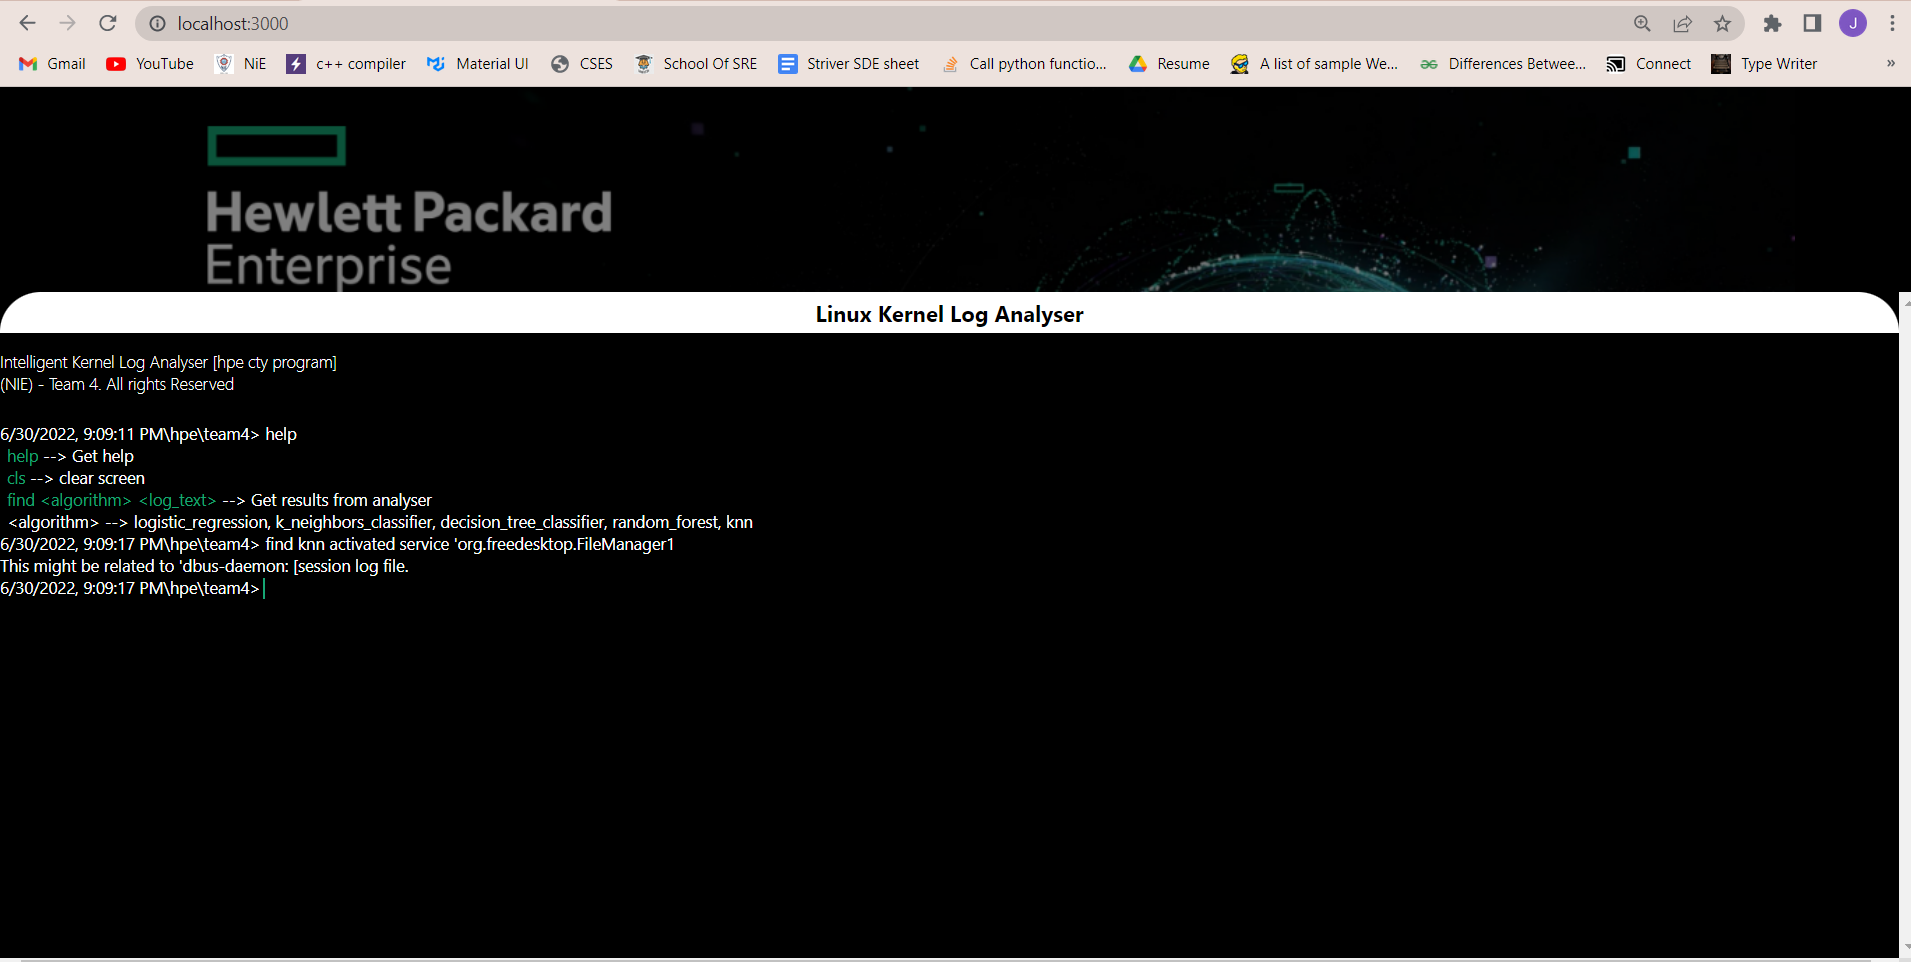 localhost:3000
J
Gmail YouTube NiE c++ compiler Material UI CSES School Of SRE Striver SDE sheet Call python functio... Resume A list of sample We... Differences Betwee... Connect Type Writer »
Hewlett Packard
Enterprise
Linux Kernel Log Analyser
Intelligent Kernel Log Analyser [hpe cty program]
(NIE) - Team 4. All rights Reserved
6/30/2022, 9:09:11 PM\hpe\team4> help
help --> Get help
cls --> clear screen
find <algorithm> <log_text> --> Get results from analyser
<algorithm> --> logistic_regression, k_neighbors_classifier, decision_tree_classifier, random_forest, knn
6/30/2022, 9:09:17 PM\hpe\team4> find knn activated service 'org.freedesktop.FileManager1
This might be related to 'dbus-daemon: [session log file.
6/30/2022, 9:09:17 PM\hpe\team4>